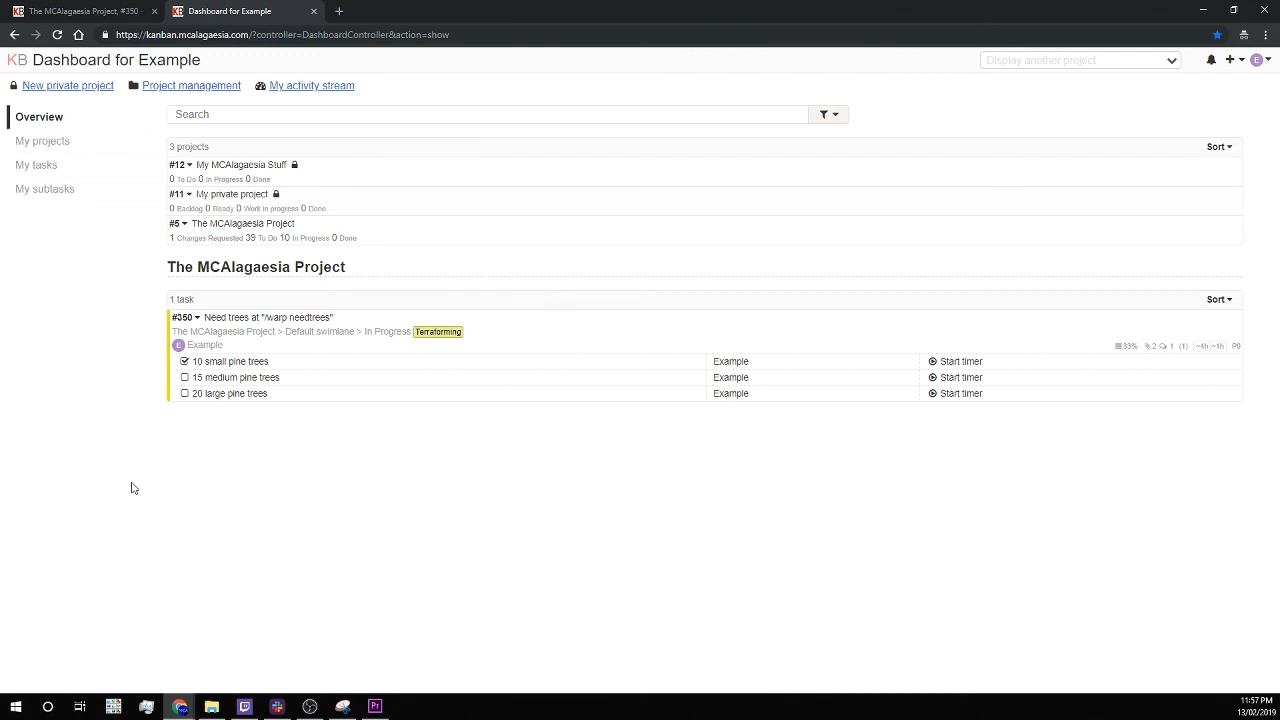 KB The MCAlagaesia Project, #350 -
KB Dashboard for Example
https://kanban.mcalagaesia.com/?controller=DashboardController&action=show
KB Dashboard for Example
Display another project
E
New private project
Project management
My activity stream
Overview
My projects
My tasks
My subtasks
Search
3 projects
Sort
#12 My MCAlagaesia Stuff
0 To Do 0 In Progress 0 Done
#11 My private project
0 Backlog 0 Ready 0 Work in progress 0 Done
#5 The MCAlagaesia Project
1 Changes Requested 39 To Do 10 In Progress 0 Done
The MCAlagaesia Project
1 task
Sort
#350 Need trees at "/warp needtrees"
The MCAlagaesia Project > Default swimlane > In Progress Terraforming
E Example
33% 2 1 (1) ~4h ~1h P0
10 small pine trees Example Start timer
15 medium pine trees Example Start timer
20 large pine trees Example Start timer
Pr
11:57 PM
13/02/2019